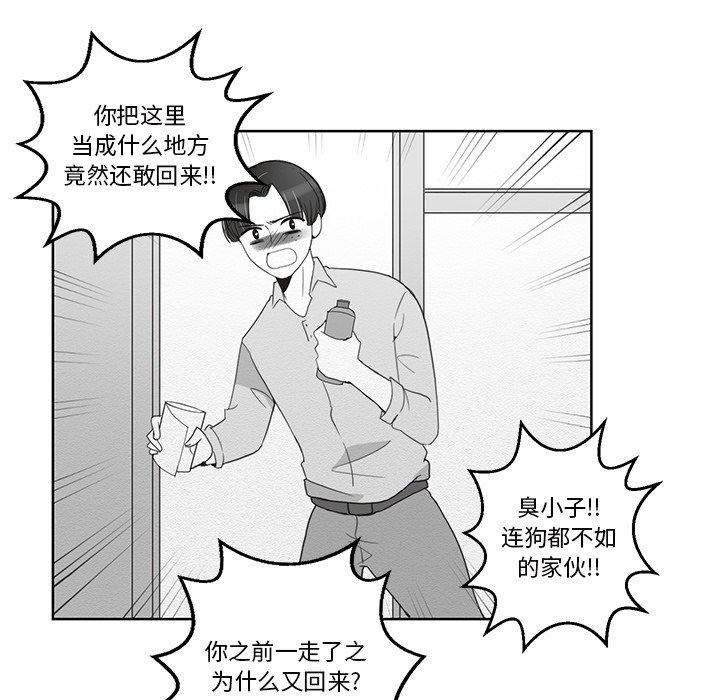 你把这里
当成什么地方
竟然还敢回来!!
臭小子!!
连狗都不如
的家伙!!
你之前一走了之
为什么又回来?